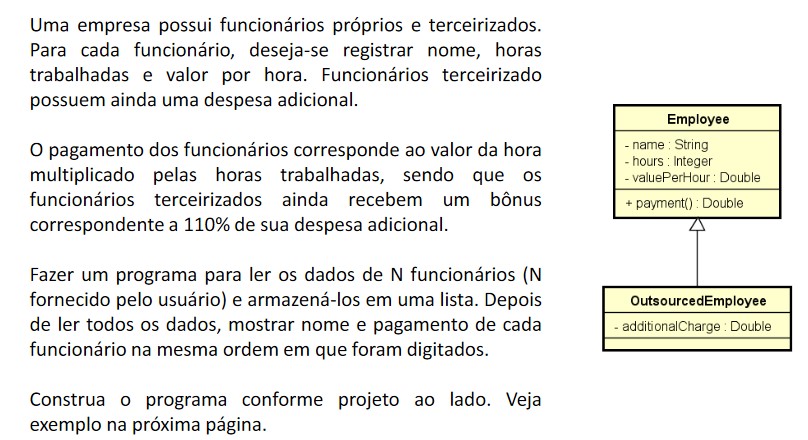 Uma empresa possui funcionários próprios e terceirizados.
Para cada funcionário, deseja-se registrar nome, horas
trabalhadas e valor por hora. Funcionários terceirizado
possuem ainda uma despesa adicional.
O pagamento dos funcionários corresponde ao valor da hora
multiplicado pelas horas trabalhadas, sendo que os
funcionários terceirizados ainda recebem um bônus
correspondente a 110% de sua despesa adicional.
Fazer um programa para ler os dados de N funcionários (N
fornecido pelo usuário) e armazená-los em uma lista. Depois
de ler todos os dados, mostrar nome e pagamento de cada
funcionário na mesma ordem em que foram digitados.
Construa o programa conforme projeto ao lado. Veja
exemplo na próxima página.
Employee
- name : String
- hours : Integer
- valuePerHour : Double
+ payment() : Double
OutsourcedEmployee
- additionalCharge : Double